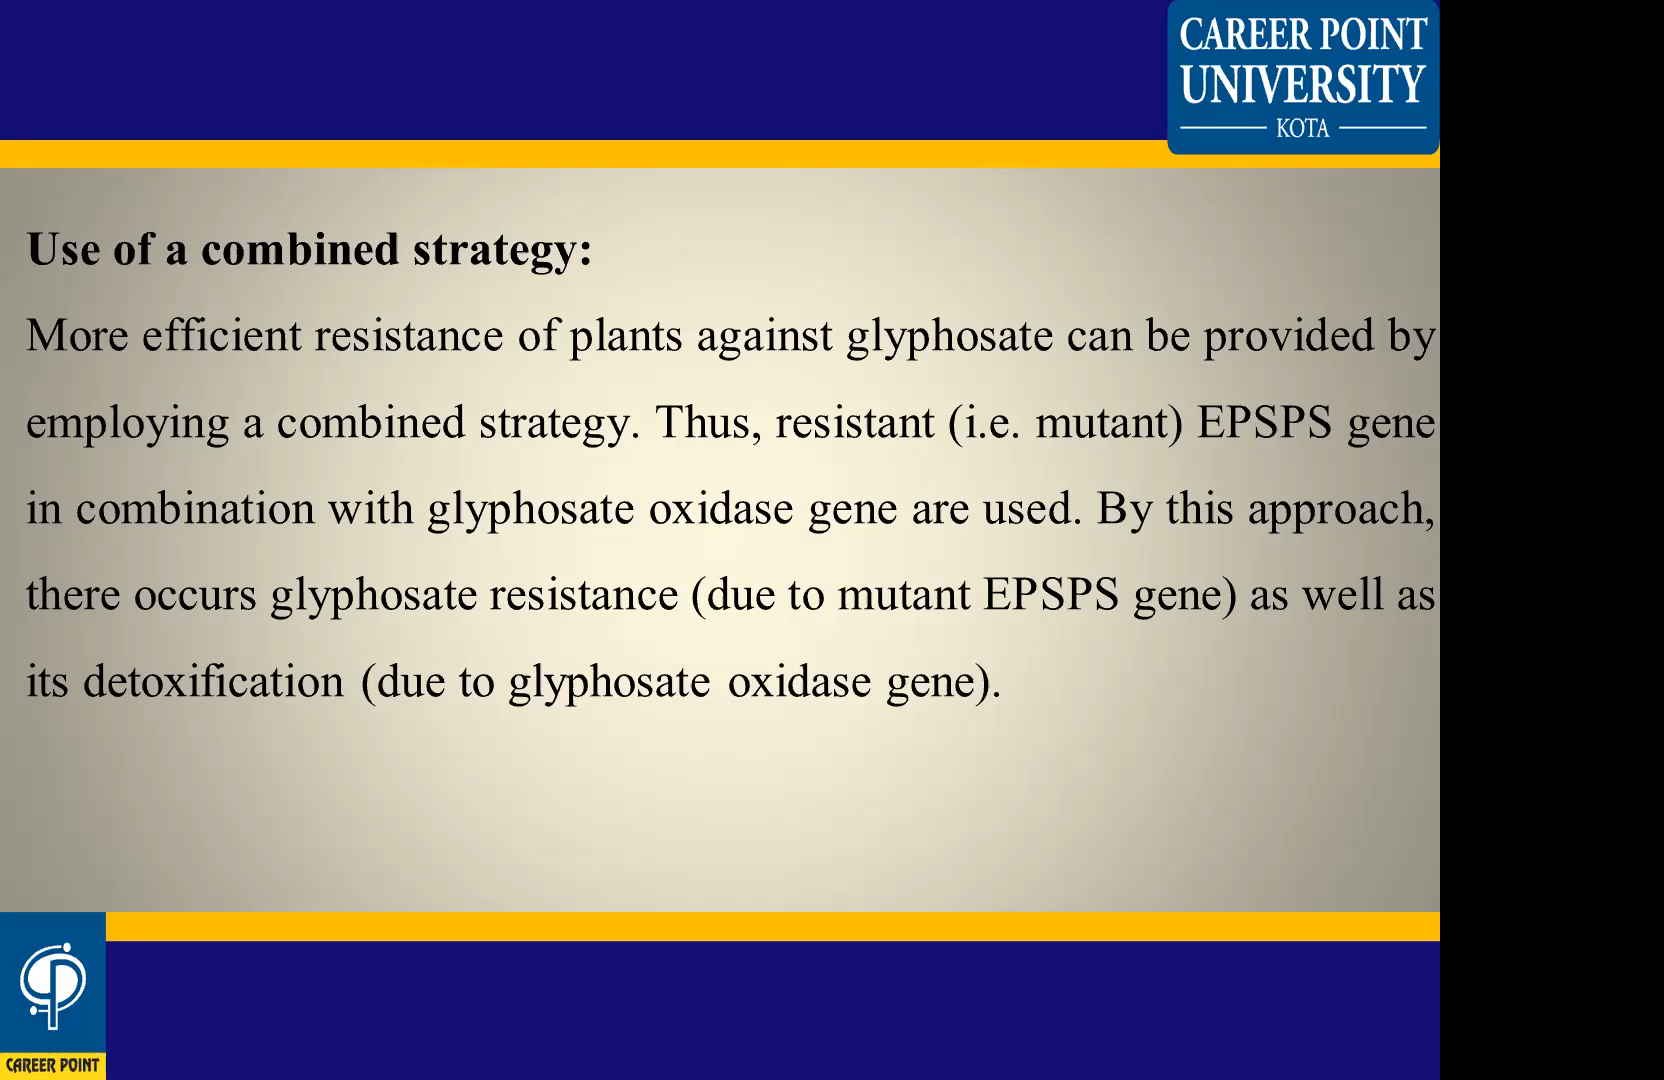 CAREER POINT
UNIVERSITY
KOTA
Use of a combined strategy:
More efficient resistance of plants against glyphosate can be provided by
employing a combined strategy. Thus, resistant (i.e. mutant) EPSPS gene
in combination with glyphosate oxidase gene are used. By this approach,
there occurs glyphosate resistance (due to mutant EPSPS gene) as well as
its detoxification (due to glyphosate oxidase gene).
CAREER POINT